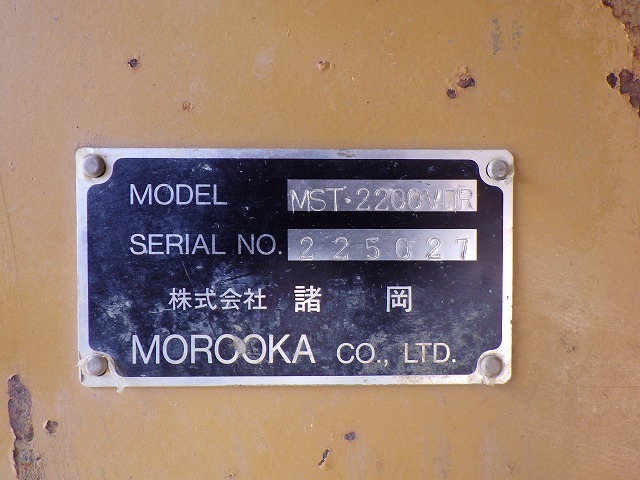 MODEL MST-2200VDR
SERIAL NO. 225027
株式会社 諸 岡
MOROOKA CO., LTD.